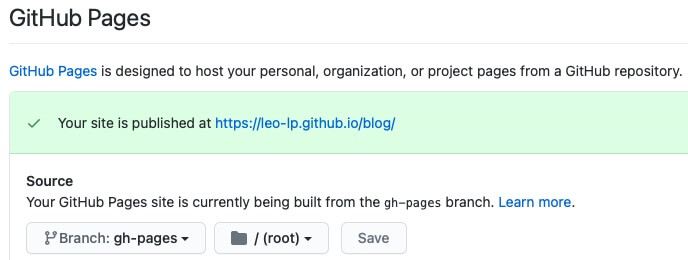 GitHub Pages
GitHub Pages is designed to host your personal, organization, or project pages from a GitHub repository.
Your site is published at https://leo-lp.github.io/blog/
Source
Your GitHub Pages site is currently being built from the gh-pages branch. Learn more.
Branch: gh-pages / (root) Save